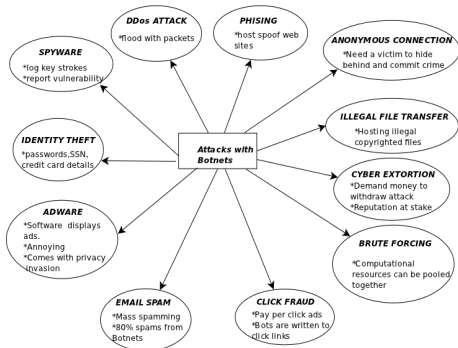 DDos ATTACK
*flood with packets
PHISING
*host spoof web
sites
ANONYMOUS CONNECTION
*Need a victim to hide
behind and commit crime
SPYWARE
*log key strokes
*report vulnerability
ILLEGAL FILE TRANSFER
*Hosting illegal
copyrighted files
IDENTITY THEFT
*passwords,SSN,
credit card details
Attacks with
Botnets
CYBER EXTORTION
*Demand money to
withdraw attack
*Reputation at stake
ADWARE
*Software displays
ads.
*Annoying
*Comes with privacy
invasion
BRUTE FORCING
*Computational
resources can be pooled
together
EMAIL SPAM
*Mass spamming
*80% spams from
Botnets
CLICK FRAUD
*Pay per click ads
*Bots are written to
click links